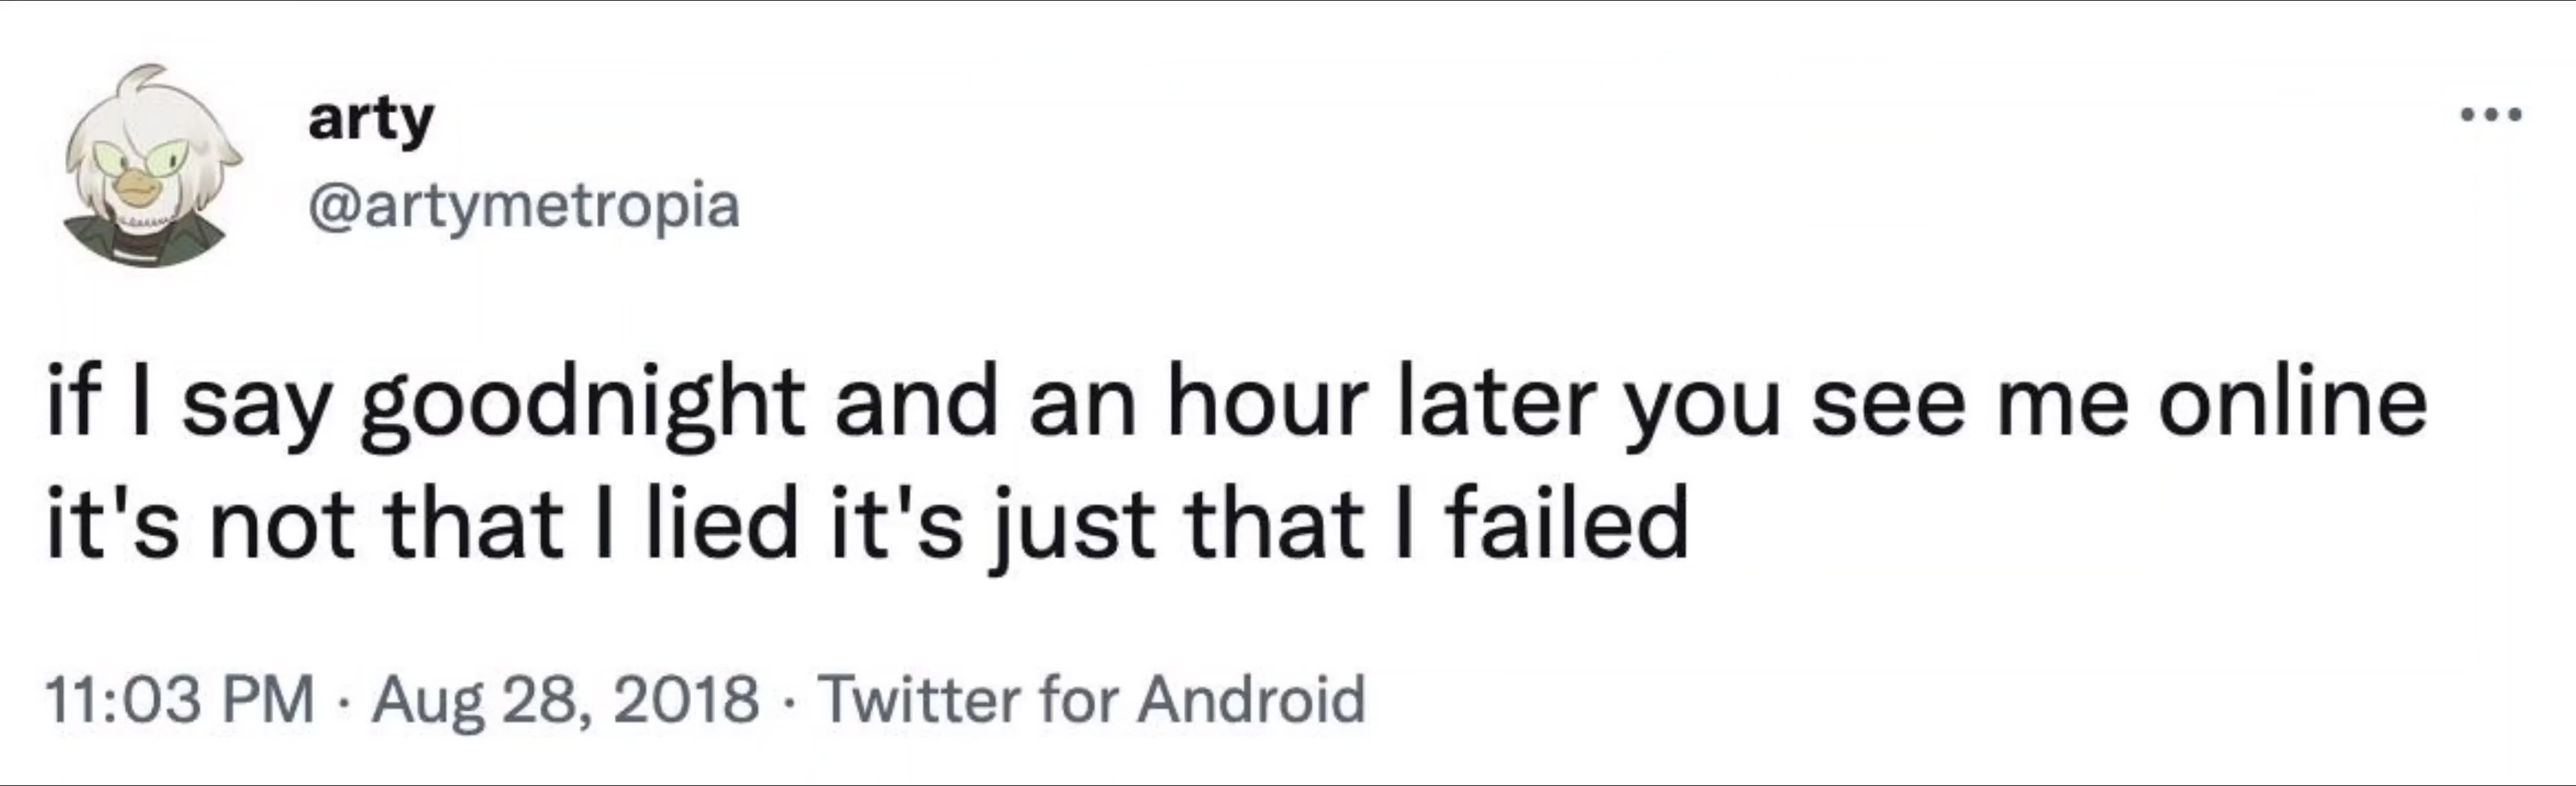 arty
@artymetropia
if I say goodnight and an hour later you see me online
it's not that I lied it's just that I failed
11:03 PM · Aug 28, 2018 · Twitter for Android